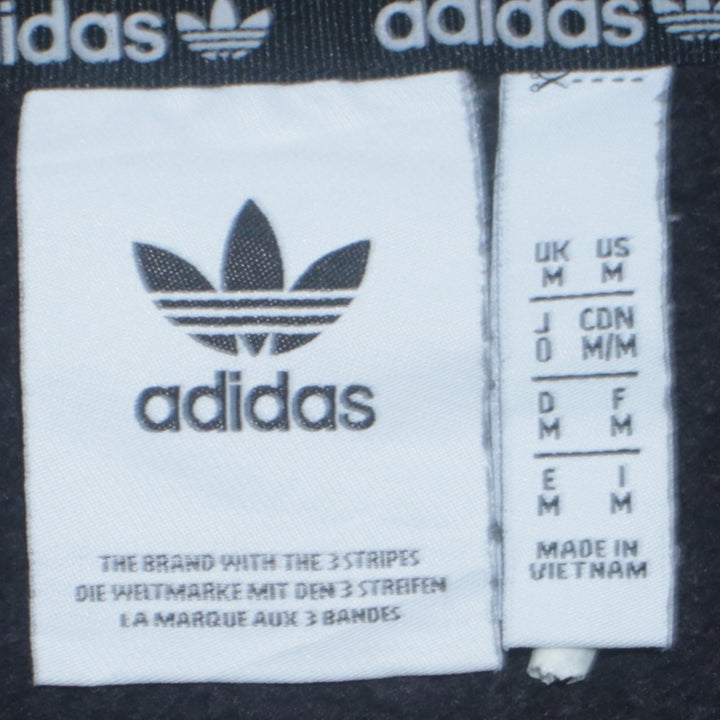 adidas adidas
adidas
THE BRAND WITH THE 3 STRIPES
DIE WELTMARKE MIT DEN 3 STREIFEN
LA MARQUE AUX 3 BANDES
UK US
M M
J CDN
O M/M
D F
M M
E I
M M
MADE IN
VIETNAM